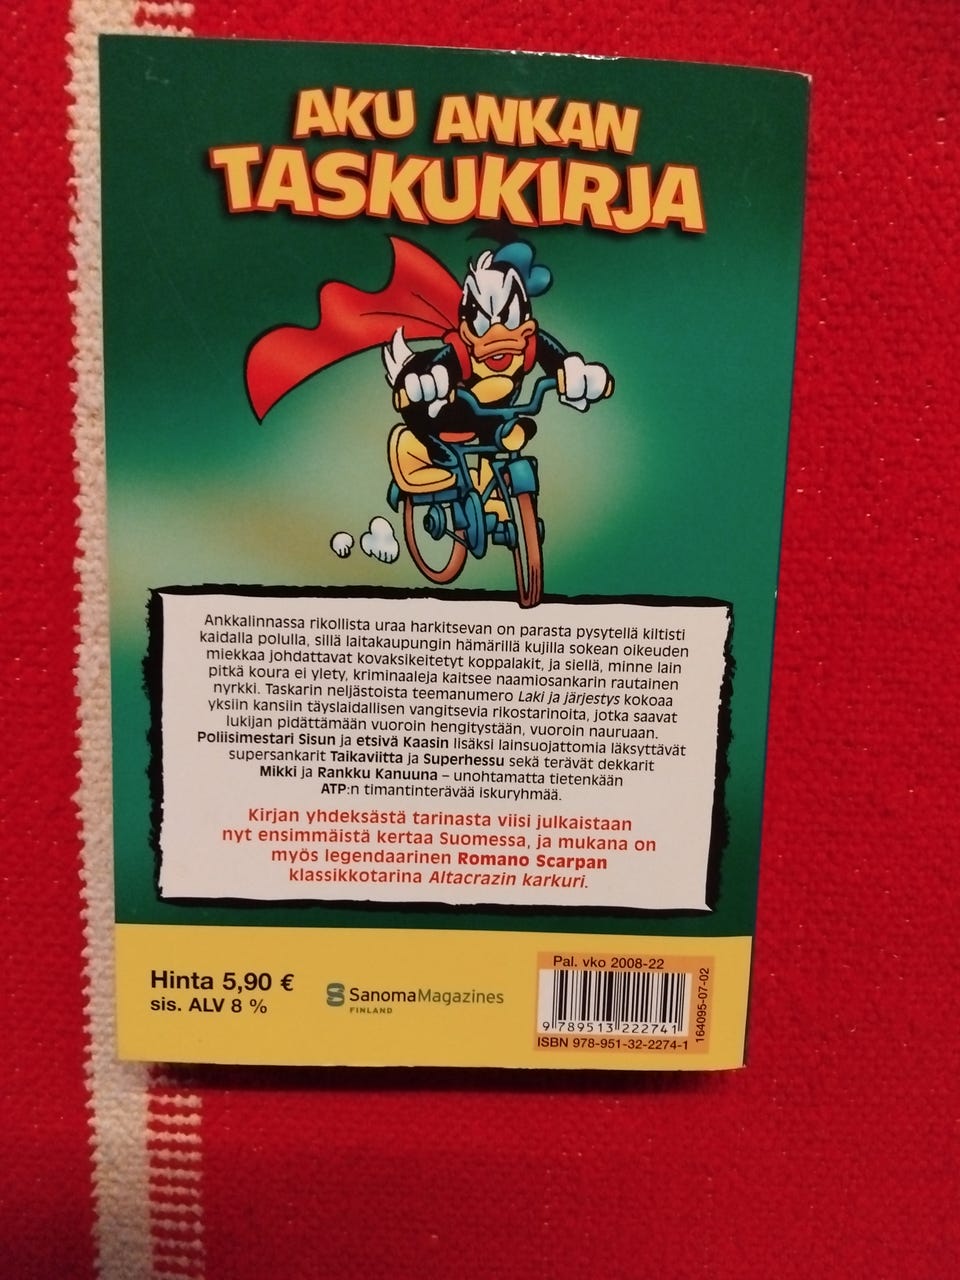 AKU ANKAN
TASKUKIRJA
Ankkalinnassa rikollista uraa harkitsevan on parasta pysytellä kiltisti
kaidalla polulla, sillä laitakaupungin hämärillä kujilla sokean oikeuden
miekkaa johdattavat kovaksikeitetyt koppalakit, ja siellä, minne lain
pitkä koura ei ylety, kriminaaleja kaitsee naamiosankarin rautainen
nyrkki. Taskarin neljästoista teemanumero Laki ja järjestys kokoaa
yksiin kansiin täyslaidallisen vangitsevia rikostarinoita, jotka saavat
lukijan pidättämään vuoroin hengitystään, vuoroin nauruaan.
Poliisimestari Sisun ja etsivä Kaasin lisäksi lainsuojattomia läksyttävät
supersankarit Taikaviitta ja Superhessu sekä terävät dekkarit
Mikki ja Rankku Kanuuna – unohtamatta tietenkään
ATP:n timantinterävää iskuryhmää.
Kirjan yhdeksästä tarinasta viisi julkaistaan
nyt ensimmäistä kertaa Suomessa, ja mukana on
myös legendaarinen Romano Scarpan
klassikkotarina Altacrazin karkuri.
Hinta 5,90 €
sis. ALV 8 %
SanomaMagazines
FINLAND
Pal. vko 2008-22
9 789513 222741
ISBN 978-951-32-2274-1
164095-07-02